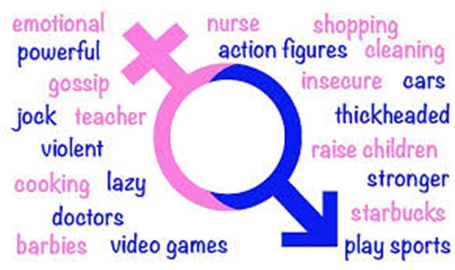 emotional nurse shopping
powerful action figures cleaning
gossip insecure cars
jock teacher thickheaded
violent raise children
cooking lazy stronger
doctors starbucks
barbies video games play sports